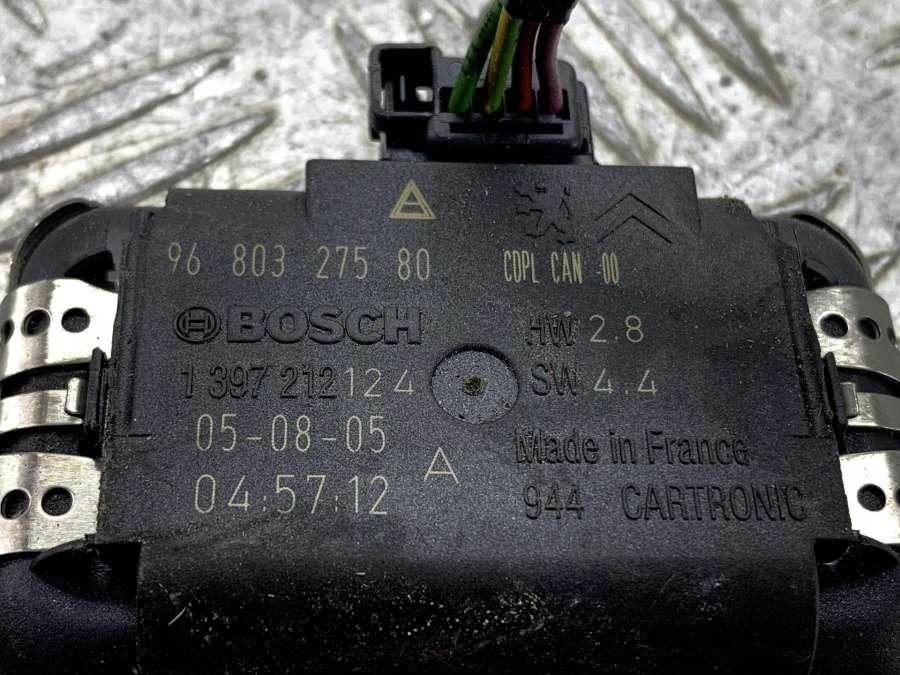 A
96 803 275 80
CDPL CAN 00
BOSCH
HW 2.8
1 397 212 124
SW 4.4
05-08-05
A
Made in France
04:57:12
944 CARTRONIC